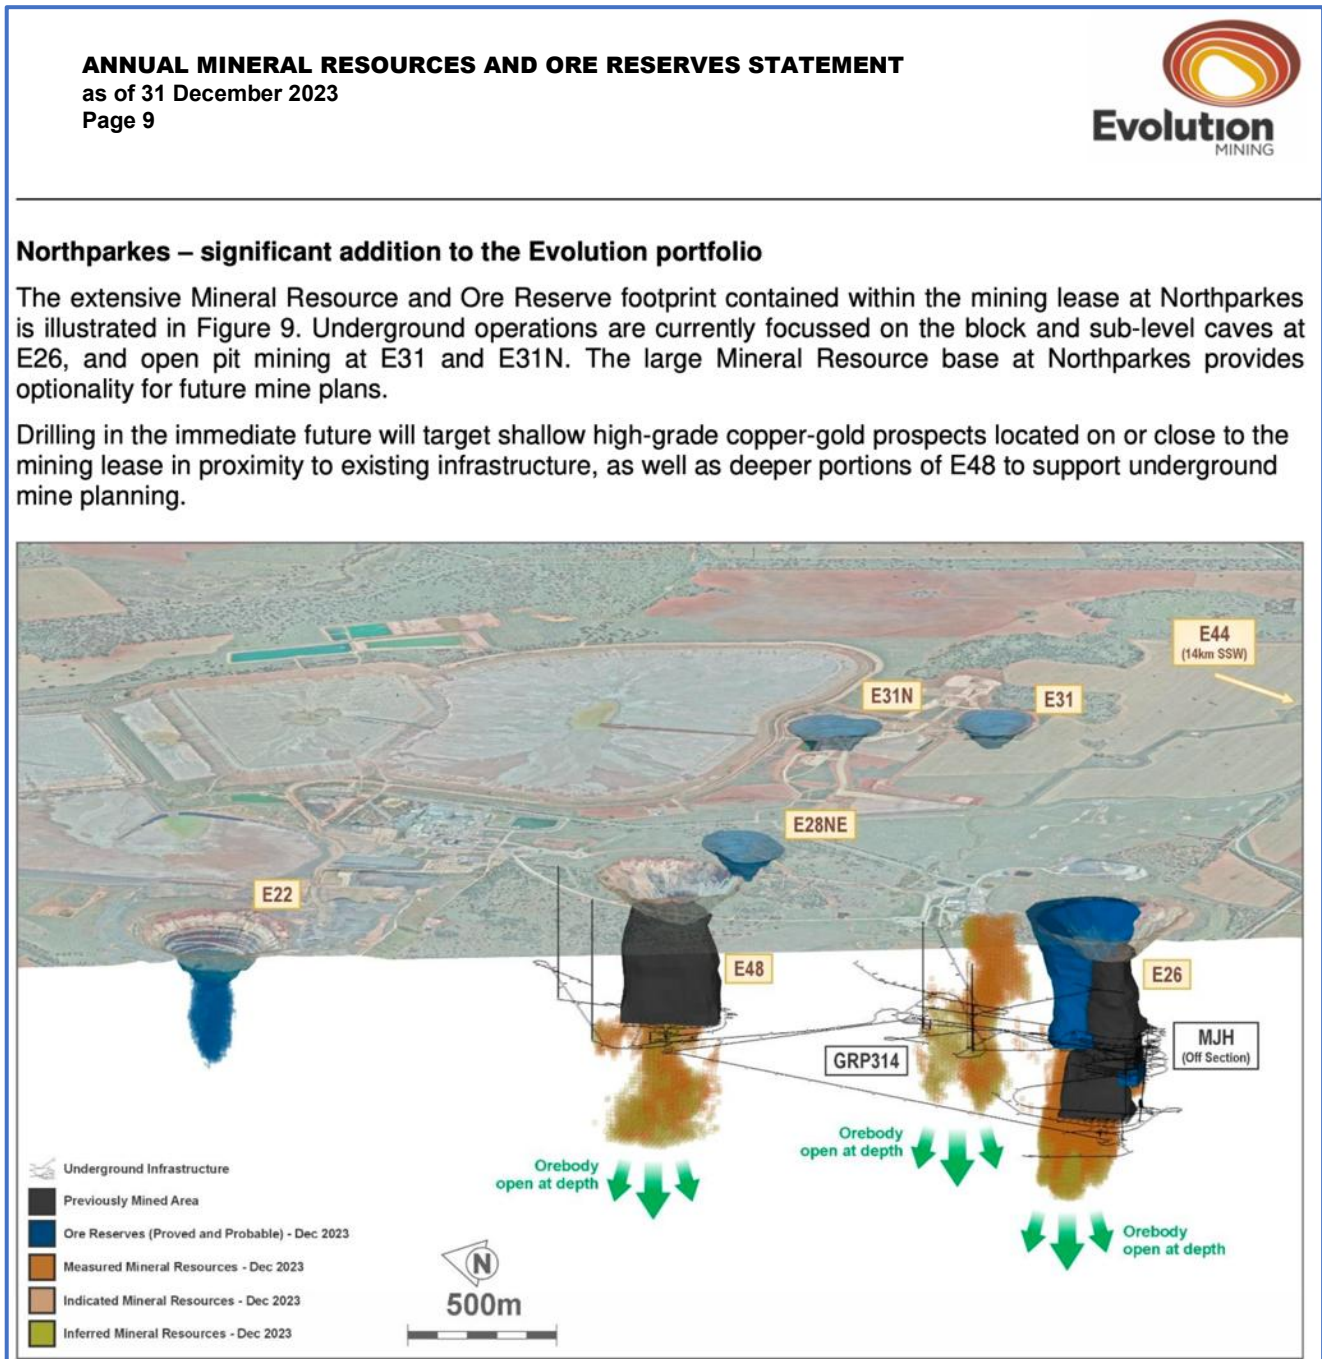 ANNUAL MINERAL RESOURCES AND ORE RESERVES STATEMENT
as of 31 December 2023
Page 9
Evolution
MINING
Northparkes – significant addition to the Evolution portfolio
The extensive Mineral Resource and Ore Reserve footprint contained within the mining lease at Northparkes
is illustrated in Figure 9. Underground operations are currently focussed on the block and sub-level caves at
E26, and open pit mining at E31 and E31N. The large Mineral Resource base at Northparkes provides
optionality for future mine plans.
Drilling in the immediate future will target shallow high-grade copper-gold prospects located on or close to the
mining lease in proximity to existing infrastructure, as well as deeper portions of E48 to support underground
mine planning.
E44
(14km SSW)
E31N
E31
E28NE
E22
E48
E26
GRP314
MJH
(Off Section)
Orebody
open at depth
Orebody
open at depth
Orebody
open at depth
Underground Infrastructure
Previously Mined Area
Ore Reserves (Proved and Probable) - Dec 2023
Measured Mineral Resources - Dec 2023
Indicated Mineral Resources - Dec 2023
Inferred Mineral Resources - Dec 2023
N
500m